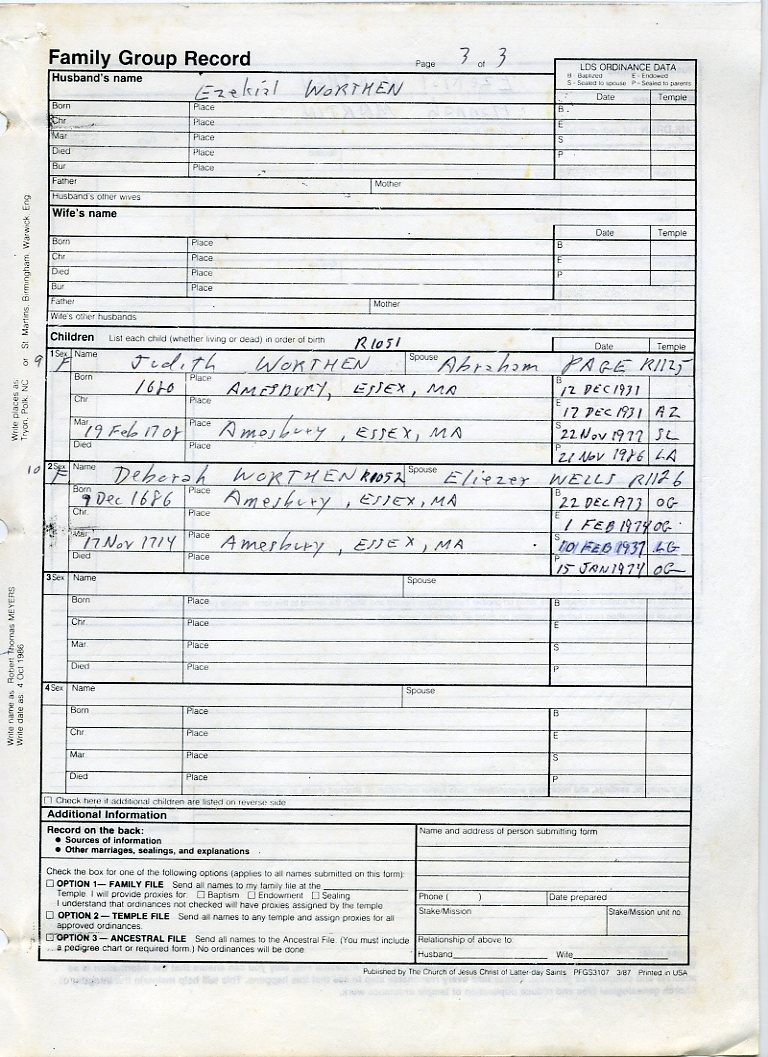 Family Group Record
Page 3 of 3
LDS ORDINANCE DATA
B - Baptized E - Endowed
S - Sealed to spouse P - Sealed to parents
Husband's name
Ezekial WORTHEN
Date Temple
Born Place B
Chr Place E
Mar Place S
Died Place P
Bur Place
Father Mother
Husband's other wives
Wife's name
Date Temple
Born Place B
Chr Place E
Died Place P
Bur Place
Father Mother
Wife's other husbands
Children List each child (whether living or dead) in order of birth R1051 Date Temple
9 1 Sex F Name Judith WORTHEN Spouse Abraham PAGE R1125
Born 1680 Place AMESBURY, ESSEX, MA B 12 DEC 1931
Chr Place E 17 DEC 1931 AZ
Mar 19 Feb 1708 Place Amesbury, ESSEX, MA S 22 Nov 1977 SL
Died Place P 21 Nov 1986 LA
10 2 Sex F Name Deborah WORTHEN R1052 Spouse Eliezer WELLS R1126
Born 9 Dec 1686 Place Amesbury, ESSEX, MA B 22 DEC 1973 OG
Chr. Place E 1 FEB 1974 OG
Mar 17 Nov 1714 Place Amesbury, ESSEX, MA S 10 FEB 1937 LG
Died Place P 15 JAN 1974 OG
3 Sex Name Spouse
Born Place B
Chr. Place E
Mar Place S
Died Place P
4 Sex Name Spouse
Born Place B
Chr. Place E
Mar Place S
Died Place P
Check here if additional children are listed on reverse side
Additional Information
Record on the back:
• Sources of information
• Other marriages, sealings, and explanations
Name and address of person submitting form
Check the box for one of the following options (applies to all names submitted on this form):
OPTION 1— FAMILY FILE Send all names to my family file at the
Temple. I will provide proxies for Baptism Endowment Sealing
I understand that ordinances not checked will have proxies assigned by the temple
OPTION 2 - TEMPLE FILE Send all names to any temple and assign proxies for all
approved ordinances.
OPTION 3 - ANCESTRAL FILE Send all names to the Ancestral File. (You must include
a pedigree chart or required form.) No ordinances will be done
Phone ( ) Date prepared
Stake/Mission Stake/Mission unit no.
Relationship of above to:
Husband Wife
Published by The Church of Jesus Christ of Latter-day Saints PFGS3107 3/87 Printed in USA
Write places as: Tryon, Polk, NC or St Martins, Birmingham, Warwick, Eng
Write name as Robert Thomas MEYERS
Write date as: 4 Oct 1986